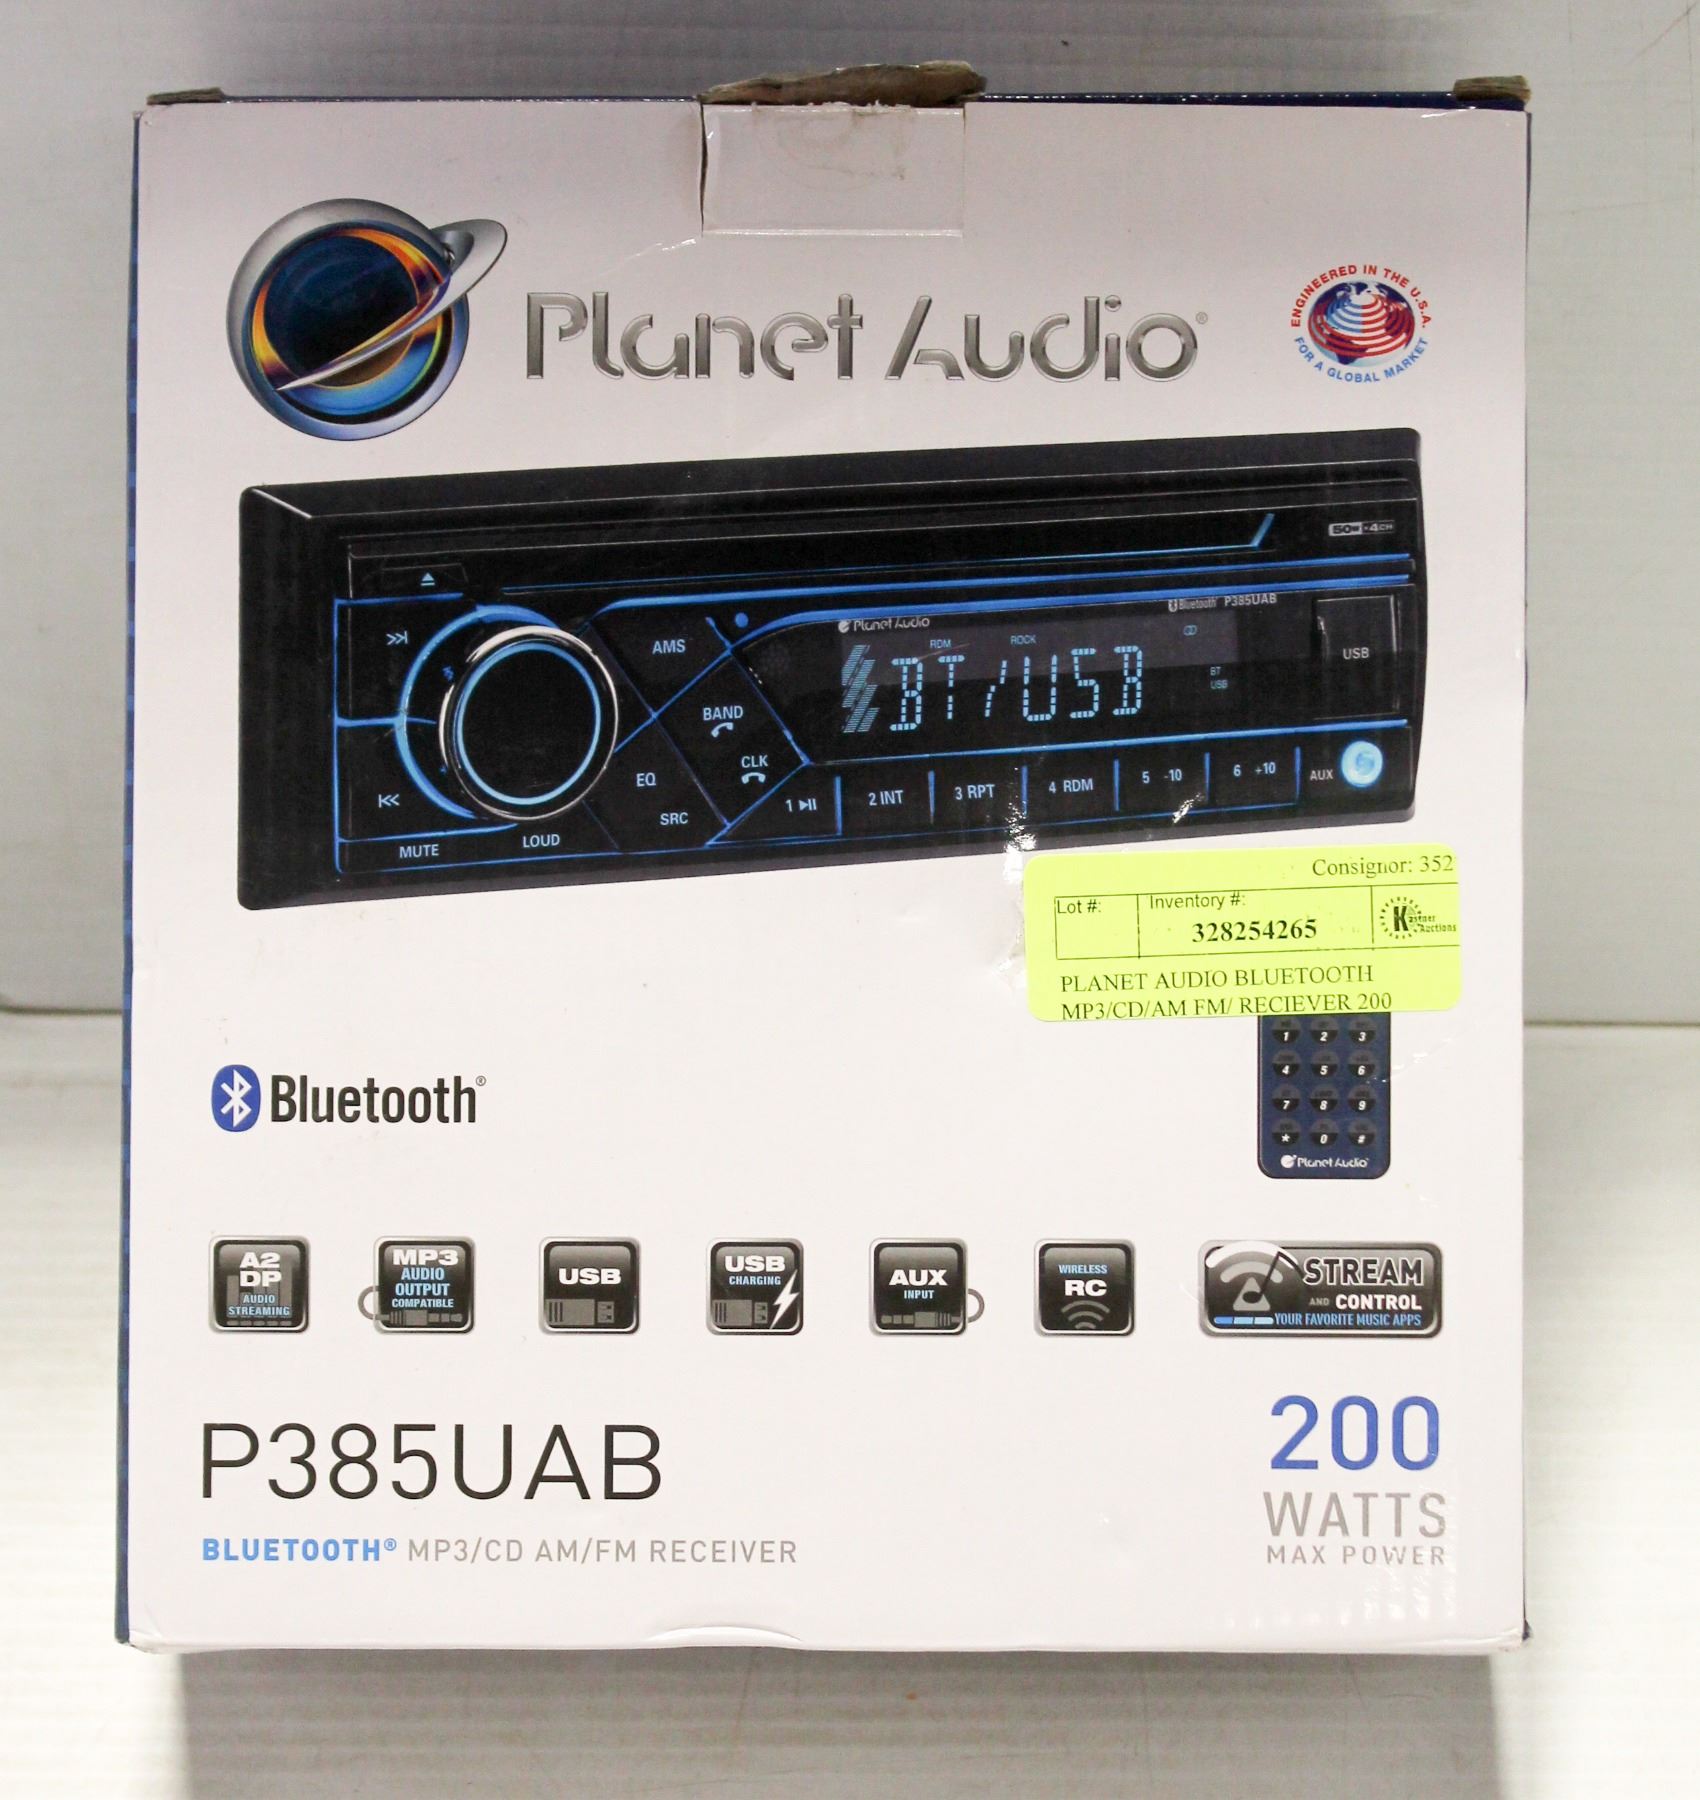 Planet Audio®
ENGINEERED IN THE U.S.A.
FOR A GLOBAL MARKET
50W x 4CH
Bluetooth P385UAB
Planet Audio
RDM ROCK
BT/USB
BT
USB
USB
AMS
BAND
CLK
EQ
SRC
MUTE
LOUD
1
2 INT
3 RPT
4 RDM
5 -10
6 +10
AUX
Consignor: 352
Lot #:
Inventory #:
328254265
Kastner
Auctions
PLANET AUDIO BLUETOOTH
MP3/CD/AM FM/ RECIEVER 200
1 2 3
4 5 6
7 8 9
* 0 #
Planet Audio
Bluetooth®
A2
DP
AUDIO
STREAMING
MP3
AUDIO
OUTPUT
COMPATIBLE
USB
USB
CHARGING
AUX
INPUT
WIRELESS
RC
STREAM
AND CONTROL
YOUR FAVORITE MUSIC APPS
P385UAB
BLUETOOTH® MP3/CD AM/FM RECEIVER
200
WATTS
MAX POWER